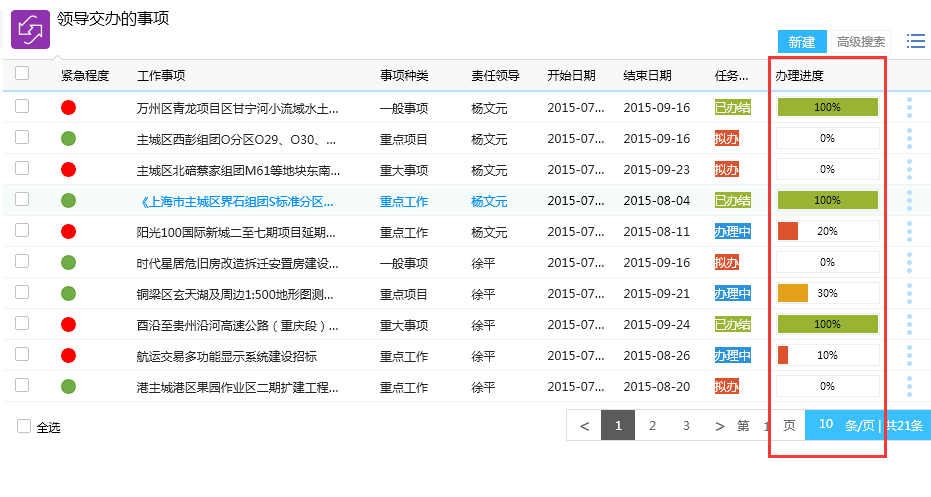 领导交办的事项
新建 高级搜索
紧急程度 工作事项 事项种类 责任领导 开始日期 结束日期 任务... 办理进度
万州区青龙项目区甘宁河小流域水土... 一般事项 杨文元 2015-07... 2015-09-16 已办结 100%
主城区西彭组团O分区O29、O30、... 重点项目 杨文元 2015-07... 2015-09-16 拟办 0%
主城区北碚蔡家组团M61等地块东南... 重大事项 杨文元 2015-07... 2015-09-23 拟办 0%
《上海市主城区界石组团S标准分区... 重点工作 杨文元 2015-07... 2015-08-04 已办结 100%
阳光100国际新城二至七期项目延期... 重点工作 杨文元 2015-07... 2015-08-11 办理中 20%
时代星居危旧房改造拆迁安置房建设... 一般事项 徐平 2015-07... 2015-09-16 拟办 0%
铜梁区玄天湖及周边1:500地形图测... 重点项目 徐平 2015-07... 2015-09-21 办理中 30%
酉沿至贵州沿河高速公路（重庆段）... 重大事项 徐平 2015-07... 2015-09-24 已办结 100%
航运交易多功能显示系统建设招标 重点工作 徐平 2015-07... 2015-08-26 办理中 10%
港主城港区果园作业区二期扩建工程... 重点工作 徐平 2015-07... 2015-08-20 拟办 0%
全选 < 1 2 3 > 第 1 页 10 条/页 | 共21条